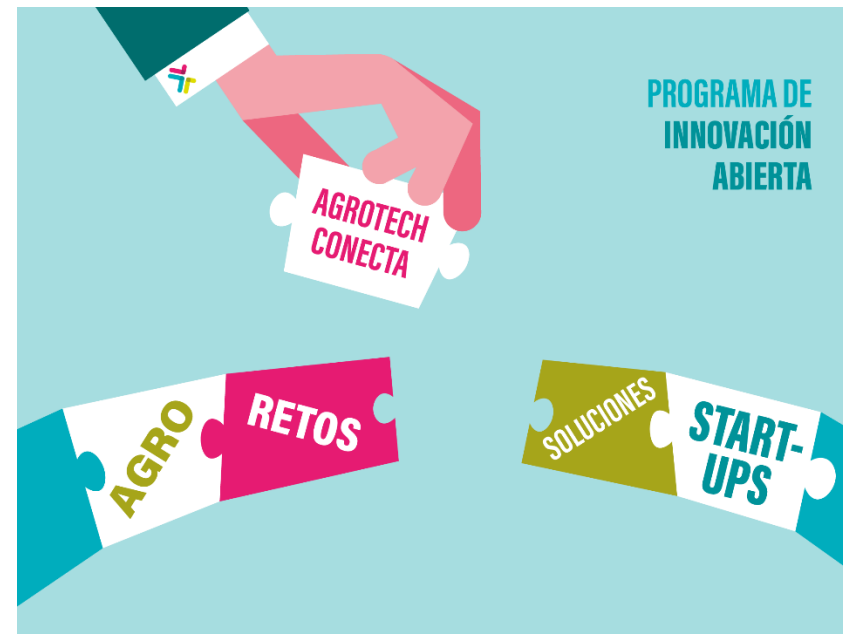 PROGRAMA DE
INNOVACIÓN
ABIERTA
AGROTECH
CONECTA
AGRO
RETOS
SOLUCIONES
START-
UPS